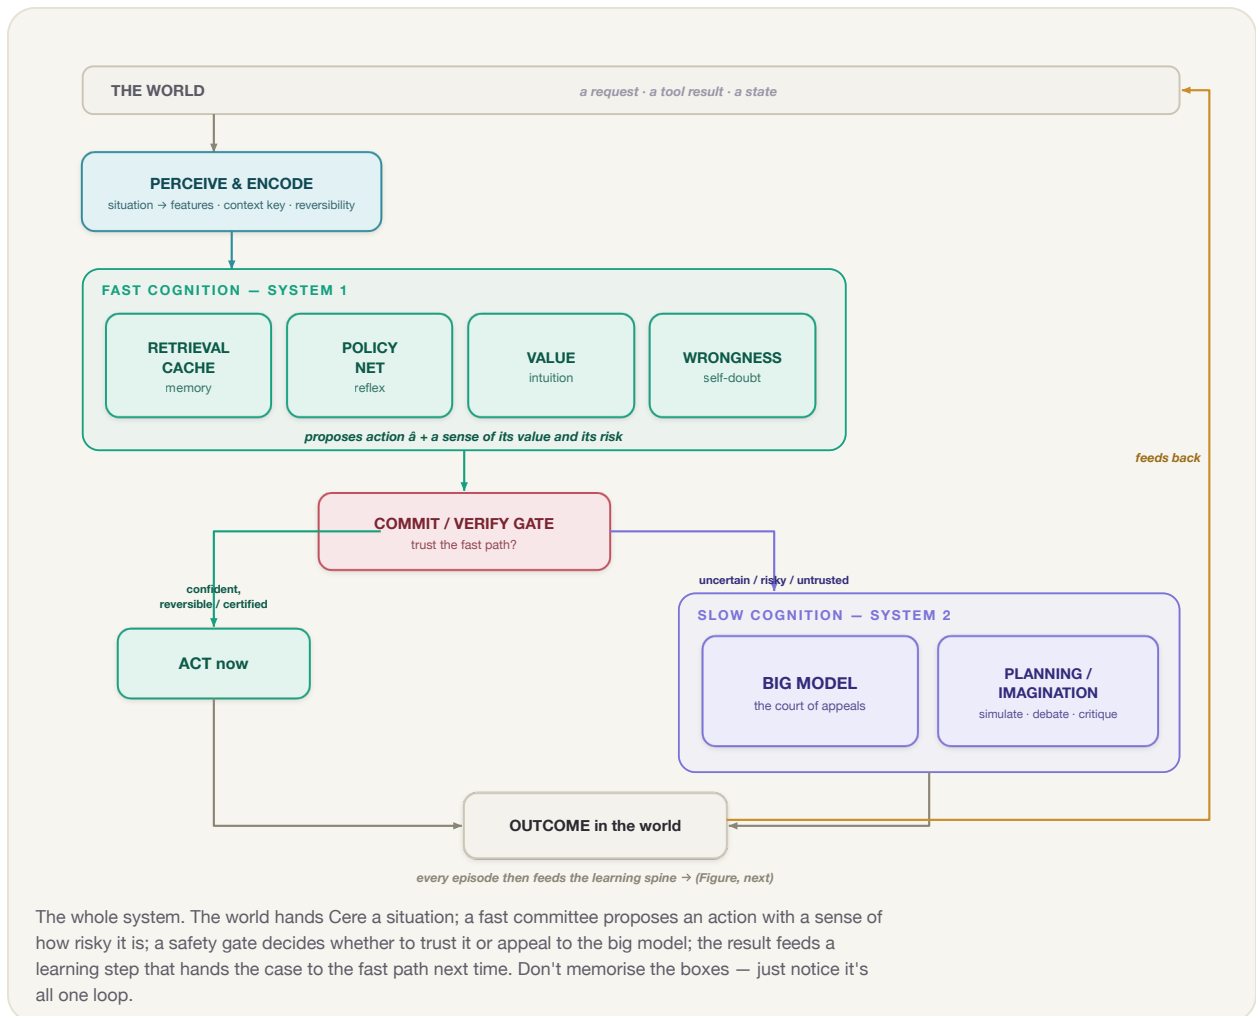 THE WORLD
a request · a tool result · a state
PERCEIVE & ENCODE
situation → features · context key · reversibility
FAST COGNITION — SYSTEM 1
RETRIEVAL
CACHE
memory
POLICY
NET
reflex
VALUE
intuition
WRONGNESS
self-doubt
proposes action â + a sense of its value and its risk
feeds back
COMMIT / VERIFY GATE
trust the fast path?
confident,
reversible / certified
uncertain / risky / untrusted
ACT now
SLOW COGNITION — SYSTEM 2
BIG MODEL
the court of appeals
PLANNING /
IMAGINATION
simulate · debate · critique
OUTCOME in the world
every episode then feeds the learning spine → (Figure, next)
The whole system. The world hands Cere a situation; a fast committee proposes an action with a sense of
how risky it is; a safety gate decides whether to trust it or appeal to the big model; the result feeds a
learning step that hands the case to the fast path next time. Don't memorise the boxes — just notice it's
all one loop.